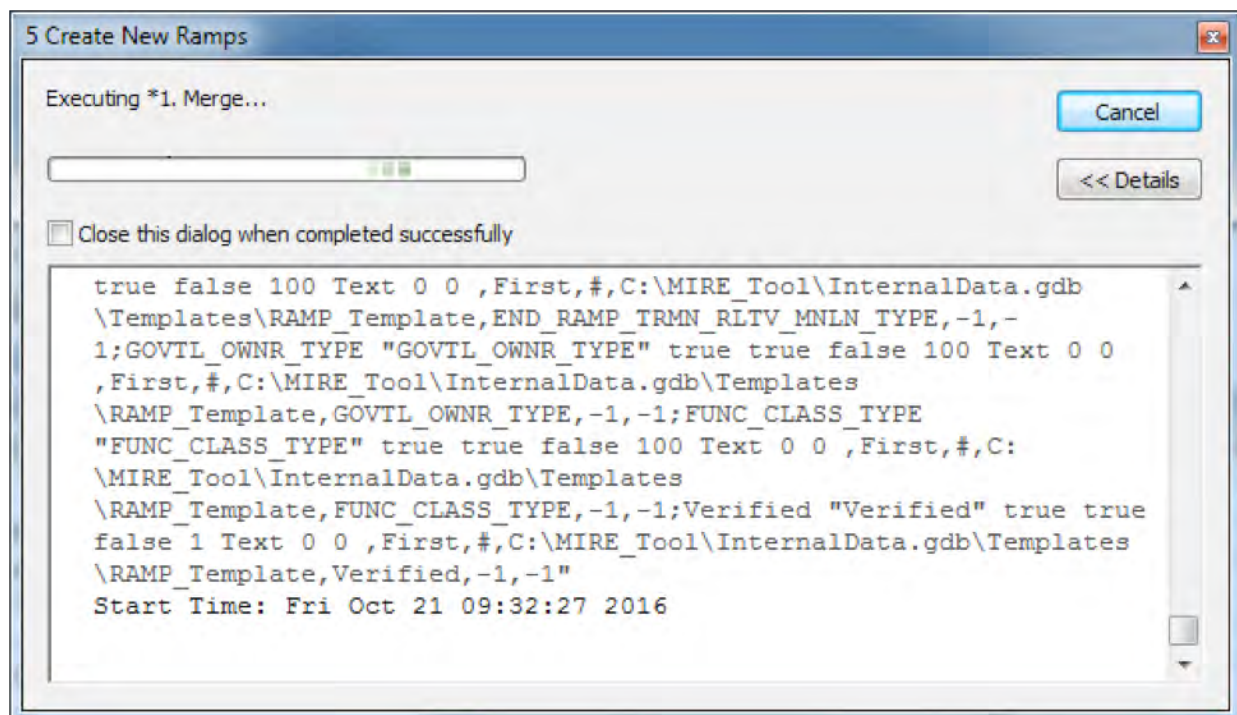 5 Create New Ramps
Executing *1. Merge...
Cancel
<< Details
Close this dialog when completed successfully
true false 100 Text 0 0 ,First,#,C:\MIRE_Tool\InternalData.gdb
\Templates\RAMP_Template,END_RAMP_TRMN_RLTV_MNLN_TYPE,-1,-
1;GOVTL_OWNR_TYPE "GOVTL_OWNR_TYPE" true true false 100 Text 0 0
,First,#,C:\MIRE_Tool\InternalData.gdb\Templates
\RAMP_Template,GOVTL_OWNR_TYPE,-1,-1;FUNC_CLASS_TYPE
"FUNC_CLASS_TYPE" true true false 100 Text 0 0 ,First,#,C:
\MIRE_Tool\InternalData.gdb\Templates
\RAMP_Template,FUNC_CLASS_TYPE,-1,-1;Verified "Verified" true true
false 1 Text 0 0 ,First,#,C:\MIRE_Tool\InternalData.gdb\Templates
\RAMP_Template,Verified,-1,-1"
Start Time: Fri Oct 21 09:32:27 2016